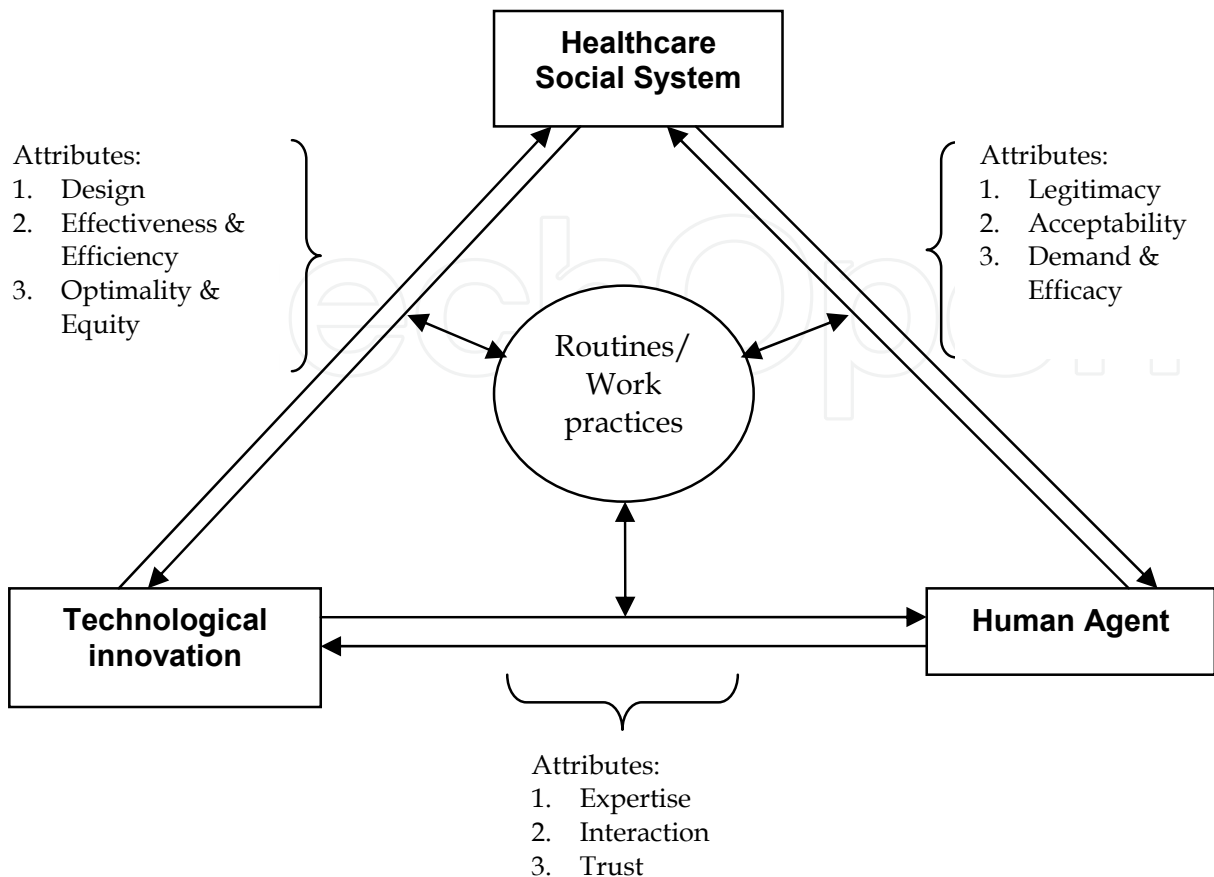 Healthcare
Social System
Attributes:
1. Design
2. Effectiveness &
Efficiency
3. Optimality &
Equity
Attributes:
1. Legitimacy
2. Acceptability
3. Demand &
Efficacy
Routines/
Work
practices
Technological
innovation
Human Agent
Attributes:
1. Expertise
2. Interaction
3. Trust